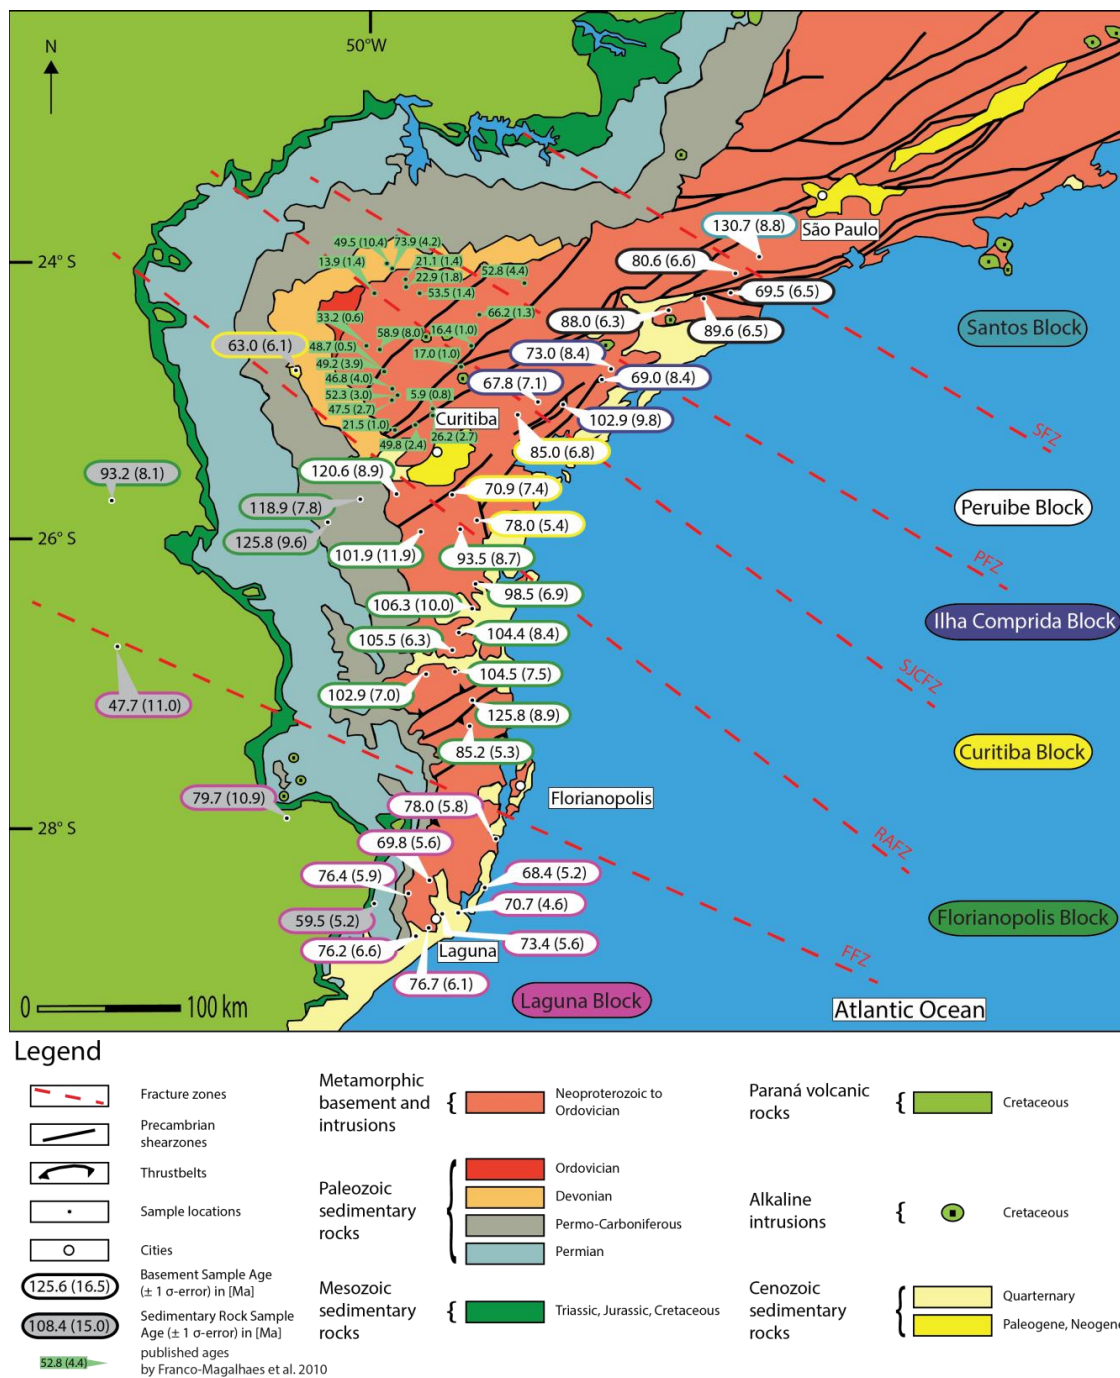 N
50°W
24°S
26°S
28°S
49.5 (10.4)
73.9 (4.2)
13.9 (1.4)
21.1 (1.4)
22.9 (1.8)
52.8 (4.4)
53.5 (1.4)
66.2 (1.3)
33.2 (0.6)
58.9 (8.0)
16.4 (1.0)
48.7 (0.5)
17.0 (1.0)
49.2 (3.9)
46.8 (4.0)
52.3 (3.0)
5.9 (0.8)
47.5 (2.7)
21.5 (1.0)
26.2 (2.7)
49.8 (2.4)
63.0 (6.1)
130.7 (8.8)
São Paulo
80.6 (6.6)
69.5 (6.5)
88.0 (6.3)
89.6 (6.5)
73.0 (8.4)
67.8 (7.1)
69.0 (8.4)
102.9 (9.8)
Curitiba
85.0 (6.8)
Santos Block
SFZ
93.2 (8.1)
120.6 (8.9)
118.9 (7.8)
70.9 (7.4)
125.8 (9.6)
78.0 (5.4)
101.9 (11.9)
93.5 (8.7)
Peruibe Block
PFZ
98.5 (6.9)
106.3 (10.0)
Ilha Comprida Block
105.5 (6.3)
104.4 (8.4)
104.5 (7.5)
SJCFZ
47.7 (11.0)
102.9 (7.0)
125.8 (8.9)
85.2 (5.3)
Curitiba Block
79.7 (10.9)
78.0 (5.8)
Florianopolis
69.8 (5.6)
RAFZ
76.4 (5.9)
68.4 (5.2)
70.7 (4.6)
59.5 (5.2)
Florianopolis Block
76.2 (6.6)
Laguna
73.4 (5.6)
FFZ
76.7 (6.1)
0
100 km
Laguna Block
Atlantic Ocean
Legend
Fracture zones
Precambrian
shearzones
Thrustbelts
Sample locations
Cities
125.6 (16.5)
Basement Sample Age
(± 1 σ-error) in [Ma]
108.4 (15.0)
Sedimentary Rock Sample
Age (± 1 σ-error) in [Ma]
52.8 (4.4)
published ages
by Franco-Magalhaes et al. 2010
Metamorphic
basement and
intrusions
{
Neoproterozoic to
Ordovician
Paleozoic
sedimentary
rocks
{
Ordovician
Devonian
Permo-Carboniferous
Permian
Mesozoic
sedimentary
rocks
{
Triassic, Jurassic, Cretaceous
Paraná volcanic
rocks
{
Cretaceous
Alkaline
intrusions
{
Cretaceous
Cenozoic
sedimentary
rocks
{
Quarternary
Paleogene, Neogene